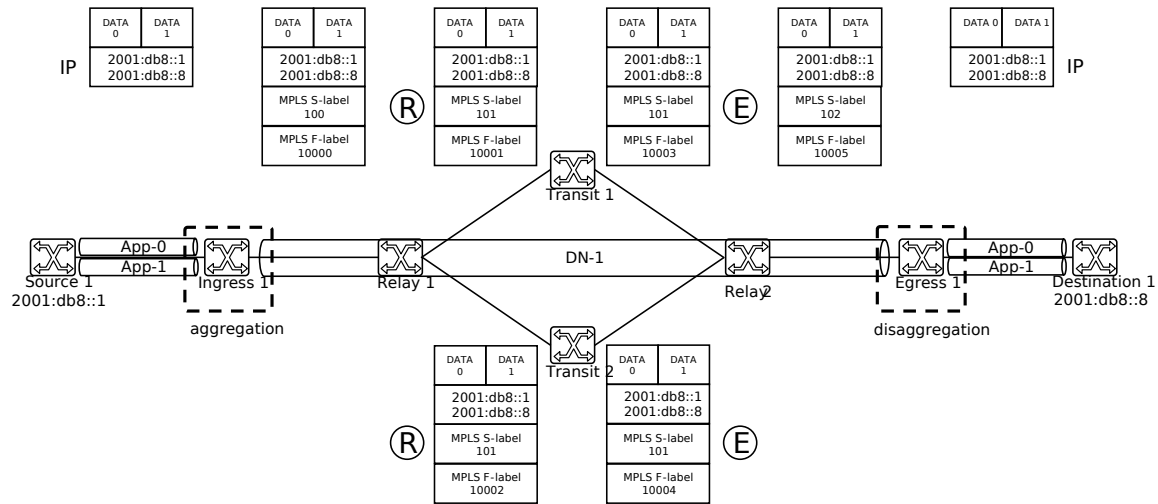 DATA 0
DATA 1
2001:db8::1
2001:db8::8
IP
DATA 0
DATA 1
2001:db8::1
2001:db8::8
MPLS S-label
100
MPLS F-label
10000
R
DATA 0
DATA 1
2001:db8::1
2001:db8::8
MPLS S-label
101
MPLS F-label
10001
DATA 0
DATA 1
2001:db8::1
2001:db8::8
MPLS S-label
101
MPLS F-label
10003
E
DATA 0
DATA 1
2001:db8::1
2001:db8::8
MPLS S-label
102
MPLS F-label
10005
DATA 0 DATA 1
2001:db8::1
2001:db8::8
IP
Transit 1
App-0
App-1
Source 1
2001:db8::1
Ingress 1
aggregation
Relay 1
DN-1
Relay 2
Egress 1
disaggregation
App-0
App-1
Destination 1
2001:db8::8
Transit 2
R
DATA 0
DATA 1
2001:db8::1
2001:db8::8
MPLS S-label
101
MPLS F-label
10002
DATA 0
DATA 1
2001:db8::1
2001:db8::8
MPLS S-label
101
MPLS F-label
10004
E